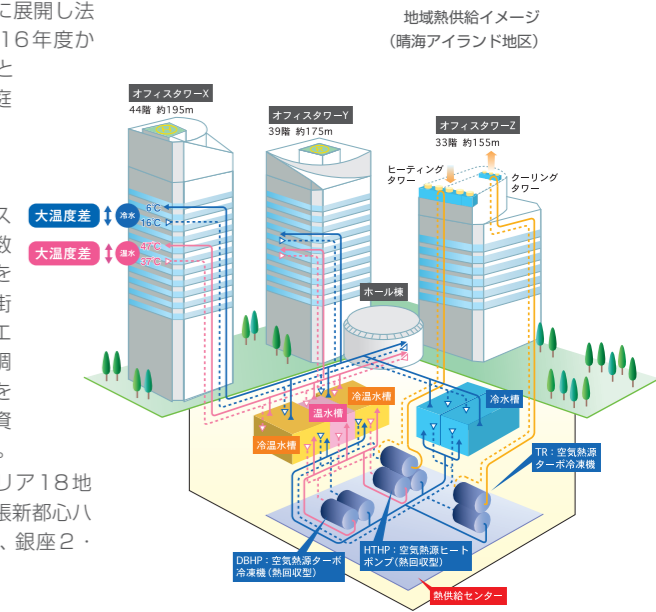 に展開し法
16年度か
と
庭
ス
数
を
街
エ
調
を
資
。
リア18地
張新都心ハ
、銀座2・
地域熱供給イメージ
(晴海アイランド地区)
オフィスタワーX
44階 約195m
オフィスタワーY
39階 約175m
オフィスタワーZ
33階 約155m
ヒーティング
タワー
クーリング
タワー
大温度差
冷水
6℃
16℃
大温度差
温水
47℃
37℃
ホール棟
冷温水槽
温水槽
冷温水槽
冷水槽
TR:空気熱源
ターボ冷凍機
DBHP:空気熱源ターボ
冷凍機(熱回収型)
HTHP:空気熱源ヒート
ポンプ(熱回収型)
熱供給センター